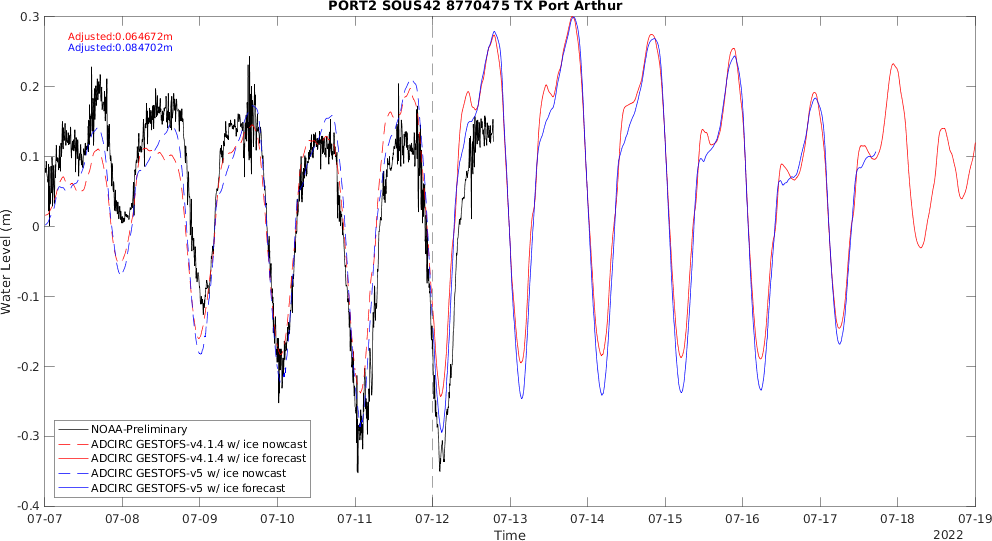 PORT2 SOUS42 8770475 TX Port Arthur
Adjusted:0.064672m
Adjusted:0.084702m
Water Level (m)
0.3
0.2
0.1
0
-0.1
-0.2
-0.3
-0.4
NOAA-Preliminary
ADCIRC GESTOFS-v4.1.4 w/ ice nowcast
ADCIRC GESTOFS-v4.1.4 w/ ice forecast
ADCIRC GESTOFS-v5 w/ ice nowcast
ADCIRC GESTOFS-v5 w/ ice forecast
07-07 07-08 07-09 07-10 07-11 07-12 07-13 07-14 07-15 07-16 07-17 07-18 07-19
Time
2022